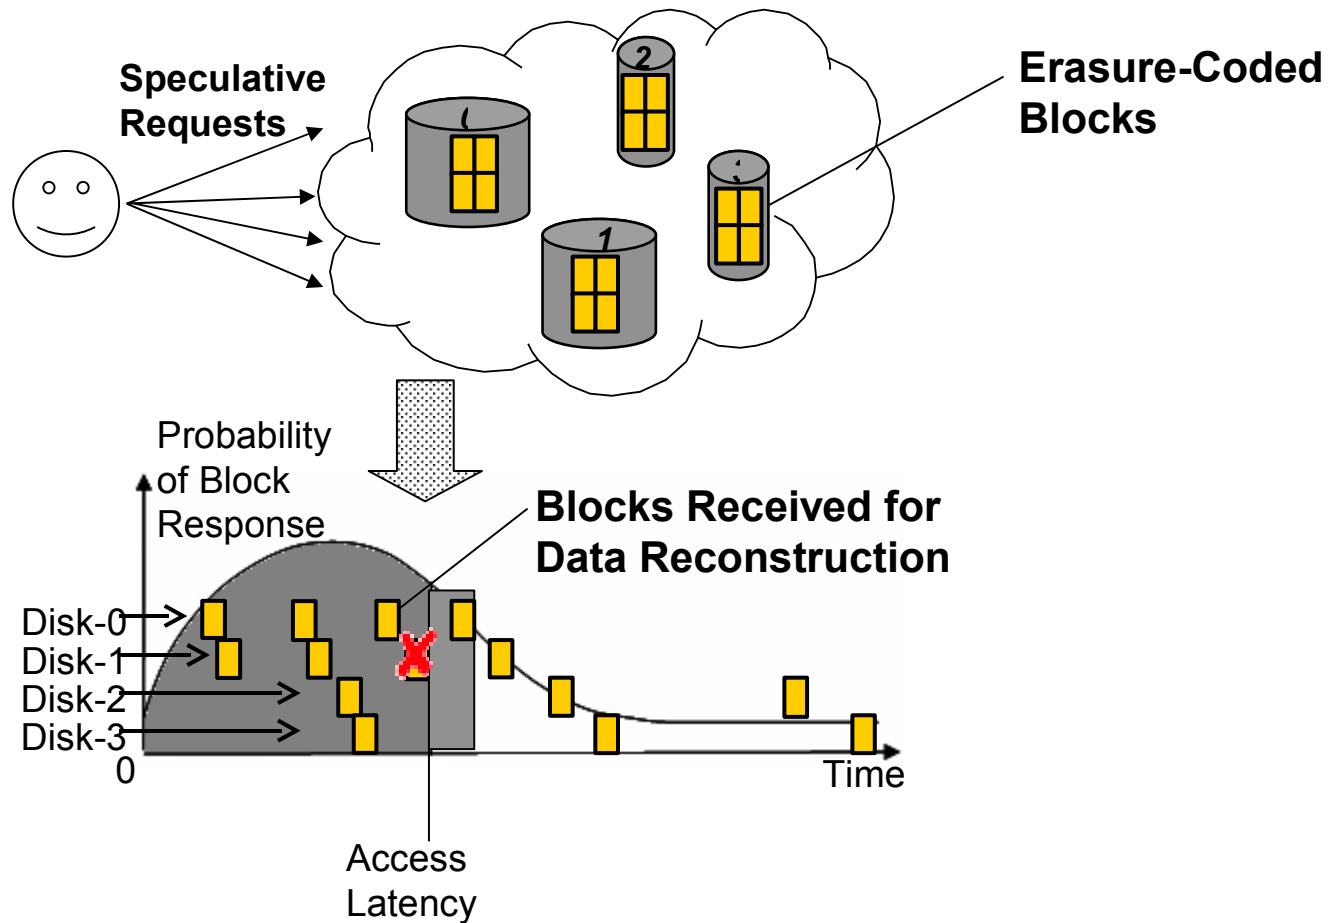 Speculative
Requests
2
1
Erasure-Coded
Blocks
Probability
of Block
Response
Blocks Received for
Data Reconstruction
Disk-0
Disk-1
Disk-2
Disk-3
0
Time
Access
Latency